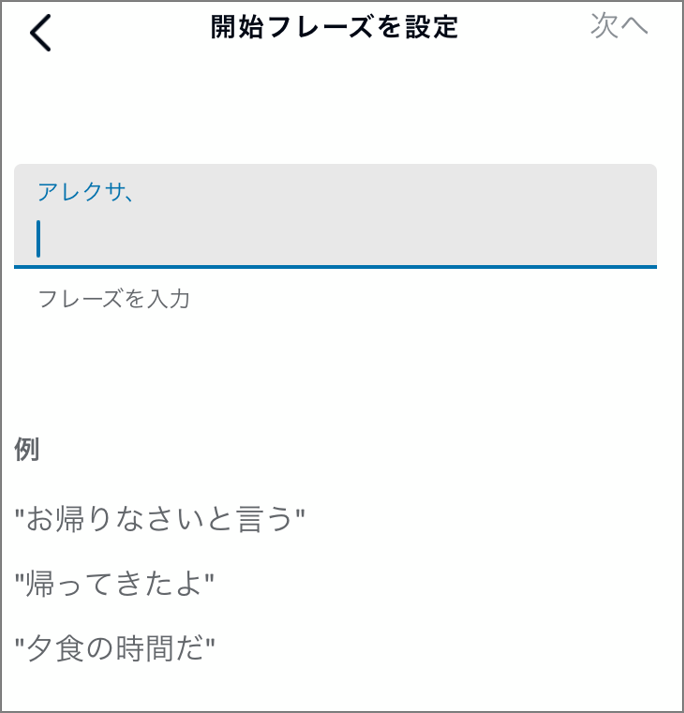 開始フレーズを設定
次へ
アレクサ、
フレーズを入力
例
"お帰りなさいと言う"
"帰ってきたよ"
"夕食の時間だ"